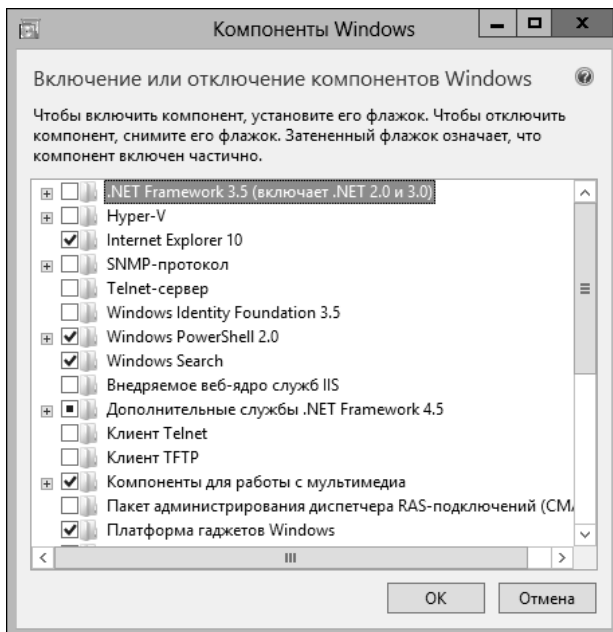 Компоненты Windows
Включение или отключение компонентов Windows
Чтобы включить компонент, установите его флажок. Чтобы отключить
компонент, снимите его флажок. Затененный флажок означает, что
компонент включен частично.
.NET Framework 3.5 (включает .NET 2.0 и 3.0)
Hyper-V
Internet Explorer 10
SNMP-протокол
Telnet-сервер
Windows Identity Foundation 3.5
Windows PowerShell 2.0
Windows Search
Внедряемое веб-ядро служб IIS
Дополнительные службы .NET Framework 4.5
Клиент Telnet
Клиент TFTP
Компоненты для работы с мультимедиа
Пакет администрирования диспетчера RAS-подключений (CM
Платформа гаджетов Windows
OK
Отмена